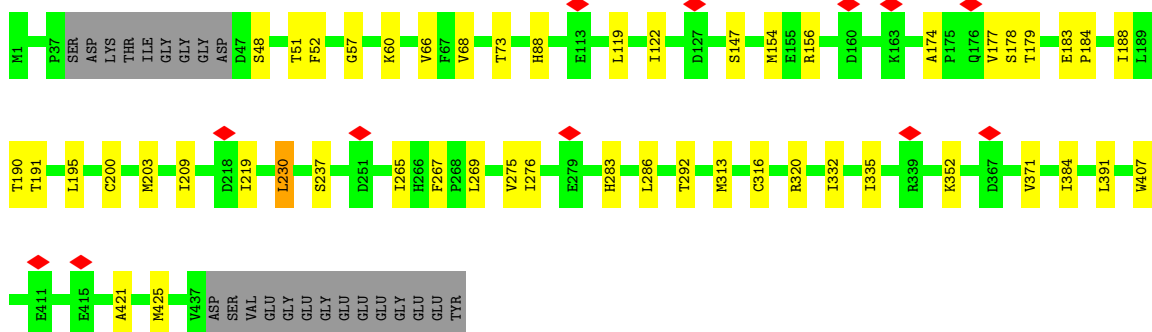 M1 P37 SER ASP LYS THR ILE GLY GLY GLY ASP D47 S48 T51 F52 G57 K60 V66 F67 V68 T73 H88 E113 L119 I122 D127 S147 M154 E155 R156 D160 K163 A174 P175 Q176 V177 S178 T179 E183 P184 I188 L189
T190 T191 L195 C200 M203 I209 D218 I219 L230 S237 D251 I265 H266 F267 P268 L269 V275 I276 E279 H283 L286 T292 M313 C316 R320 I332 I335 R339 K352 D367 V371 I384 L391 W407
E411 E415 A421 M425 V437 ASP SER VAL GLU GLY GLU GLY GLU GLU GLU GLY GLU GLU TYR